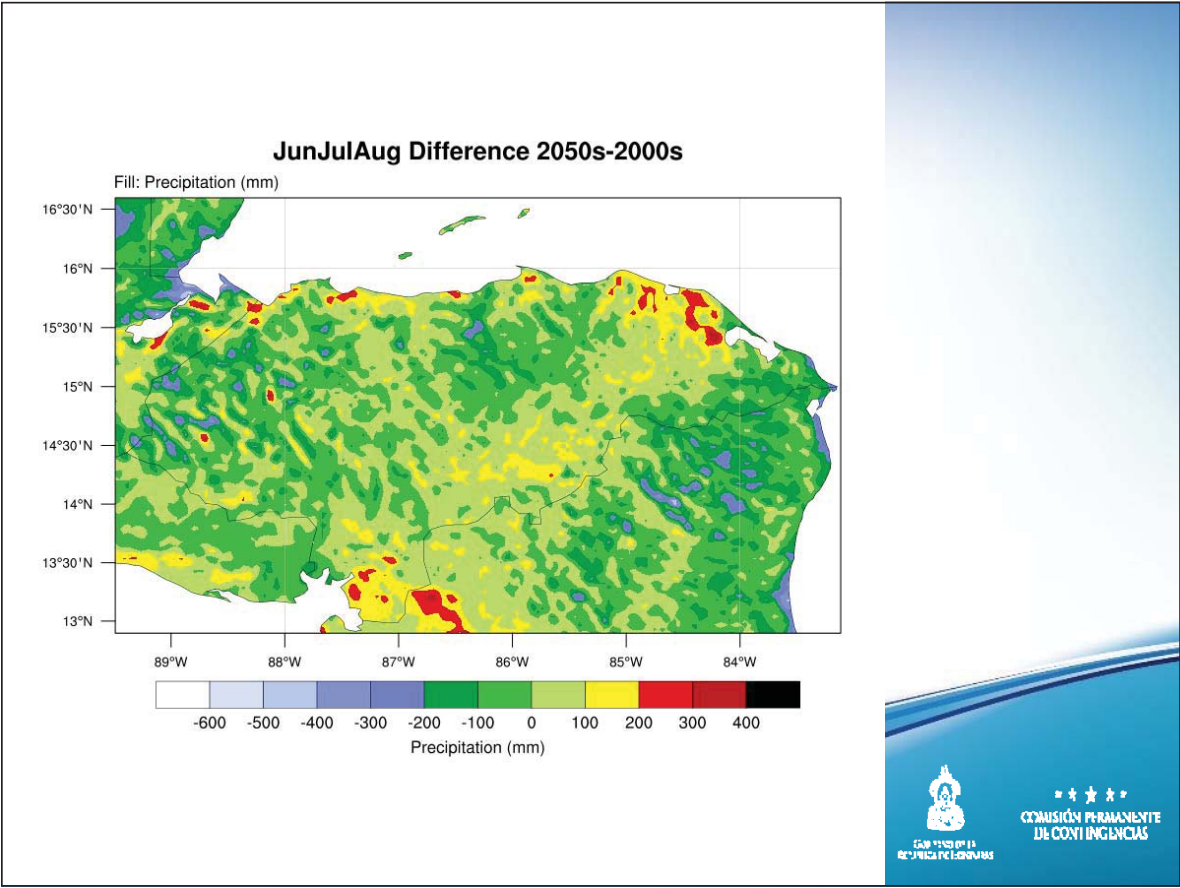 JunJulAug Difference 2050s-2000s
Fill: Precipitation (mm)
16°30'N
16°N
15°30'N
15°N
14°30'N
14°N
13°30'N
13°N
89°W 88°W 87°W 86°W 85°W 84°W
-600 -500 -400 -300 -200 -100 0 100 200 300 400
Precipitation (mm)
COMISIÓN PERMANENTE
DE CONTINGENCIAS